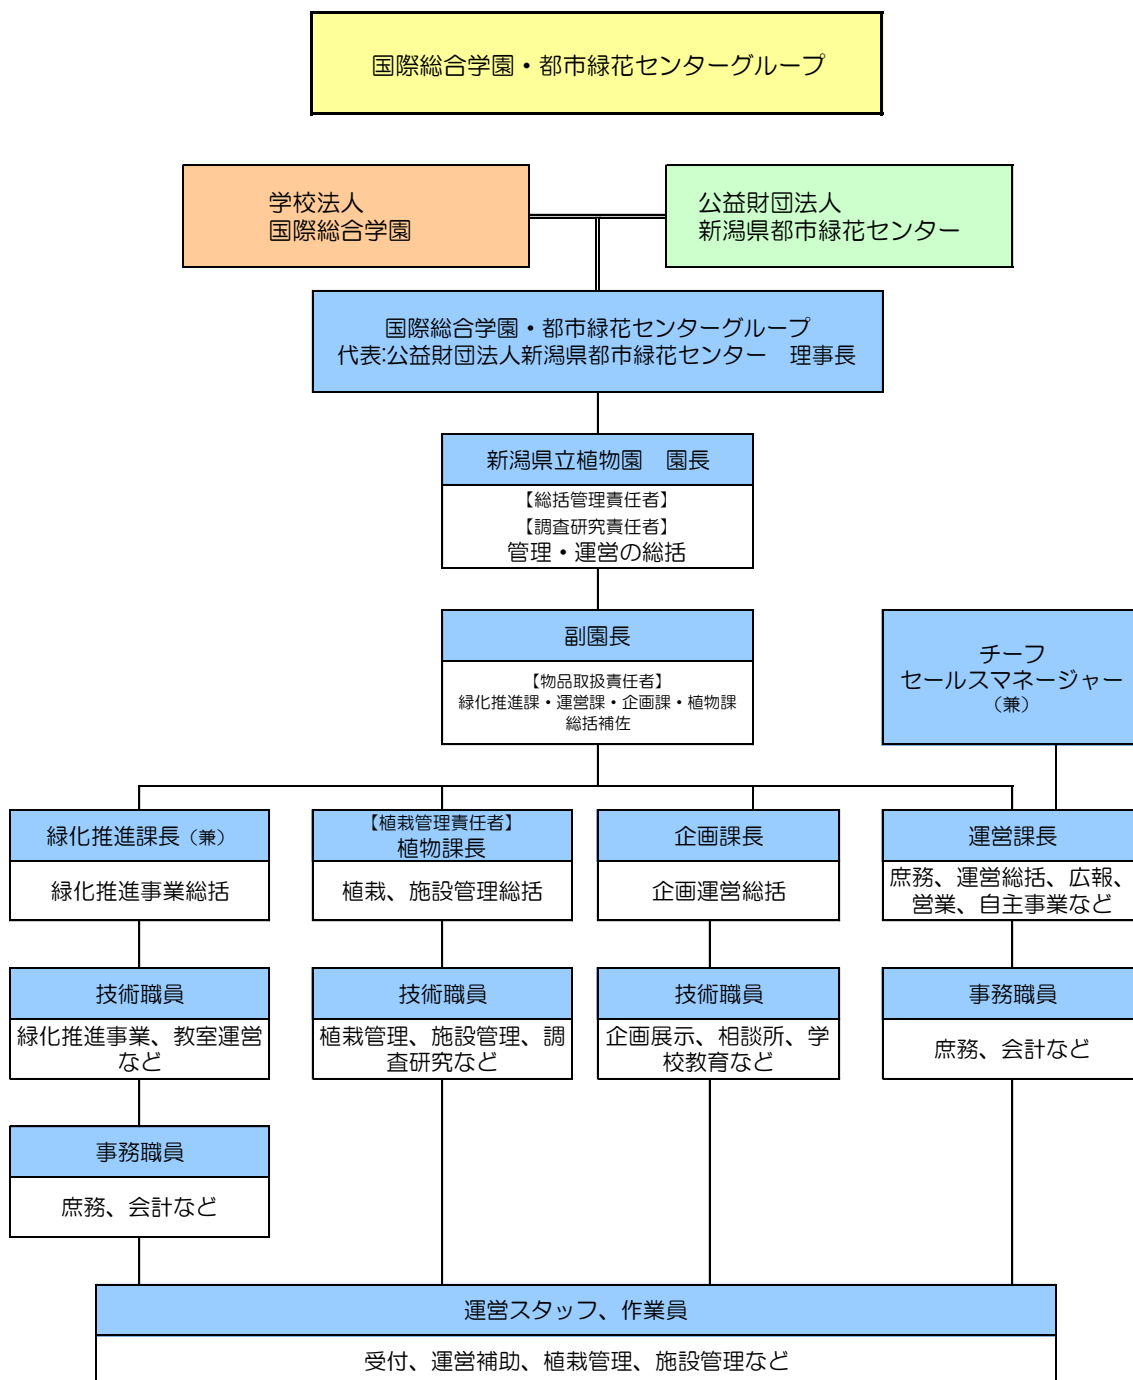 国際総合学園・都市緑花センターグループ
学校法人
国際総合学園
公益財団法人
新潟県都市緑花センター
国際総合学園・都市緑花センターグループ
代表:公益財団法人新潟県都市緑花センター　理事長
新潟県立植物園　園長
【総括管理責任者】
【調査研究責任者】
管理・運営の総括
副園長
【物品取扱責任者】
緑化推進課・運営課・企画課・植物課
総括補佐
チーフ
セールスマネージャー
（兼）
緑化推進課長（兼）
緑化推進事業総括
【植栽管理責任者】
植物課長
植栽、施設管理総括
企画課長
企画運営総括
運営課長
庶務、運営総括、広報、
営業、自主事業など
技術職員
緑化推進事業、教室運営
など
技術職員
植栽管理、施設管理、調
査研究など
技術職員
企画展示、相談所、学
校教育など
事務職員
庶務、会計など
事務職員
庶務、会計など
運営スタッフ、作業員
受付、運営補助、植栽管理、施設管理など